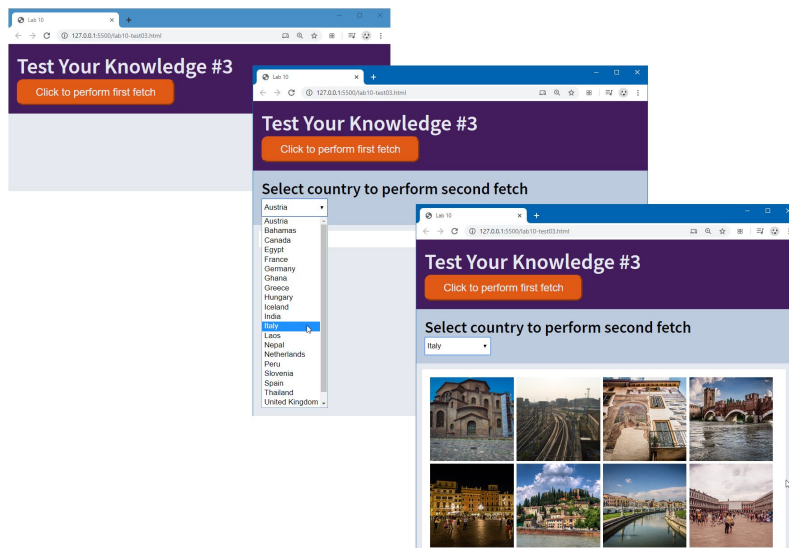 Lab 10
127.0.0.1:5500/lab10-test03.html
Test Your Knowledge #3
Click to perform first fetch
Lab 10
127.0.0.1:5500/lab10-test03.html
Test Your Knowledge #3
Click to perform first fetch
Select country to perform second fetch
Austria
Austria
Bahamas
Canada
Egypt
France
Germany
Ghana
Greece
Hungary
Iceland
India
Italy
Laos
Nepal
Netherlands
Peru
Slovenia
Spain
Thailand
United Kingdom
Lab 10
127.0.0.1:5500/lab10-test03.html
Test Your Knowledge #3
Click to perform first fetch
Select country to perform second fetch
Italy